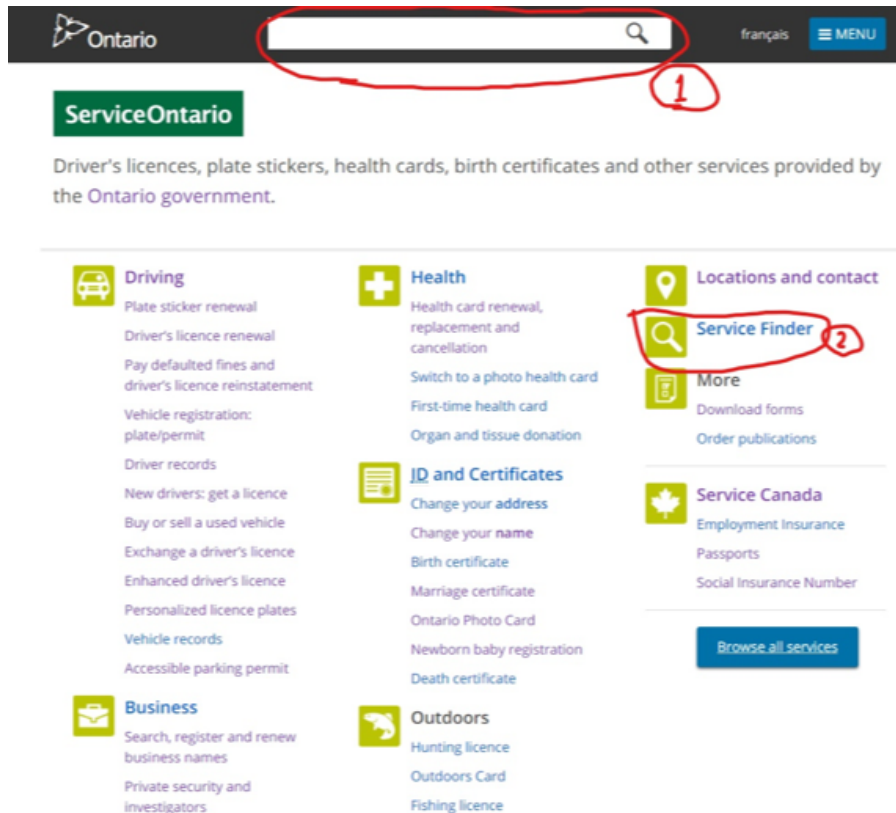 Ontario
français
MENU
1
ServiceOntario
Driver's licences, plate stickers, health cards, birth certificates and other services provided by
the Ontario government.
Driving
Plate sticker renewal
Driver's licence renewal
Pay defaulted fines and
driver's licence reinstatement
Vehicle registration:
plate/permit
Driver records
New drivers: get a licence
Buy or sell a used vehicle
Exchange a driver's licence
Enhanced driver's licence
Personalized licence plates
Vehicle records
Accessible parking permit
Business
Search, register and renew
business names
Private security and
investigators
Health
Health card renewal,
replacement and
cancellation
Switch to a photo health card
First-time health card
Organ and tissue donation
ID and Certificates
Change your address
Change your name
Birth certificate
Marriage certificate
Ontario Photo Card
Newborn baby registration
Death certificate
Outdoors
Hunting licence
Outdoors Card
Fishing licence
Locations and contact
Service Finder
2
More
Download forms
Order publications
Service Canada
Employment Insurance
Passports
Social Insurance Number
Browse all services